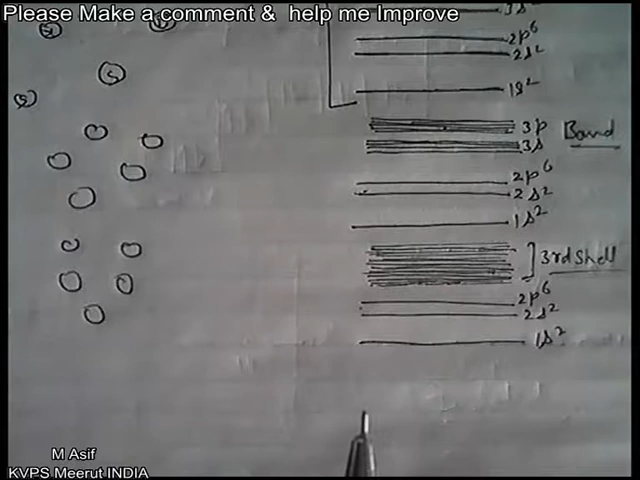 Please Make a comment & help me Improve
3s
2p⁶
2s²
1s²
3p Band
3s
2p⁶
2s²
1s²
3rd Shell
2p⁶
2s²
1s²
M Asif
KVPS Meerut INDIA